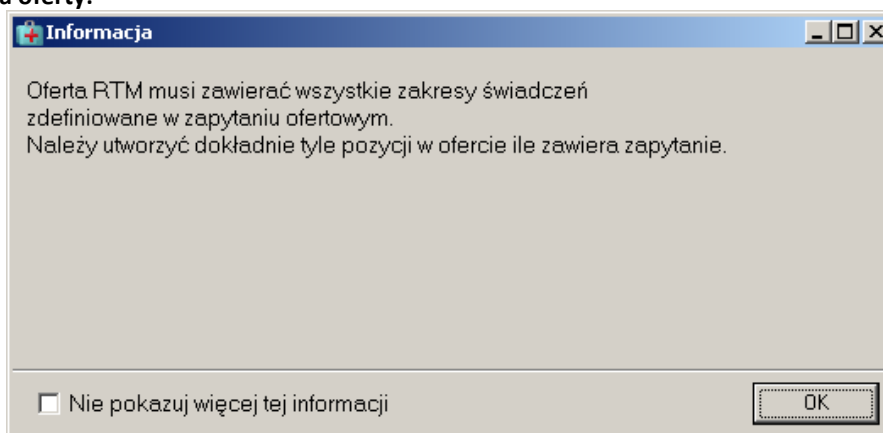 oferty.
Informacja
Oferta RTM musi zawierać wszystkie zakresy świadczeń
zdefiniowane w zapytaniu ofertowym.
Należy utworzyć dokładnie tyle pozycji w ofercie ile zawiera zapytanie.
Nie pokazuj więcej tej informacji
OK